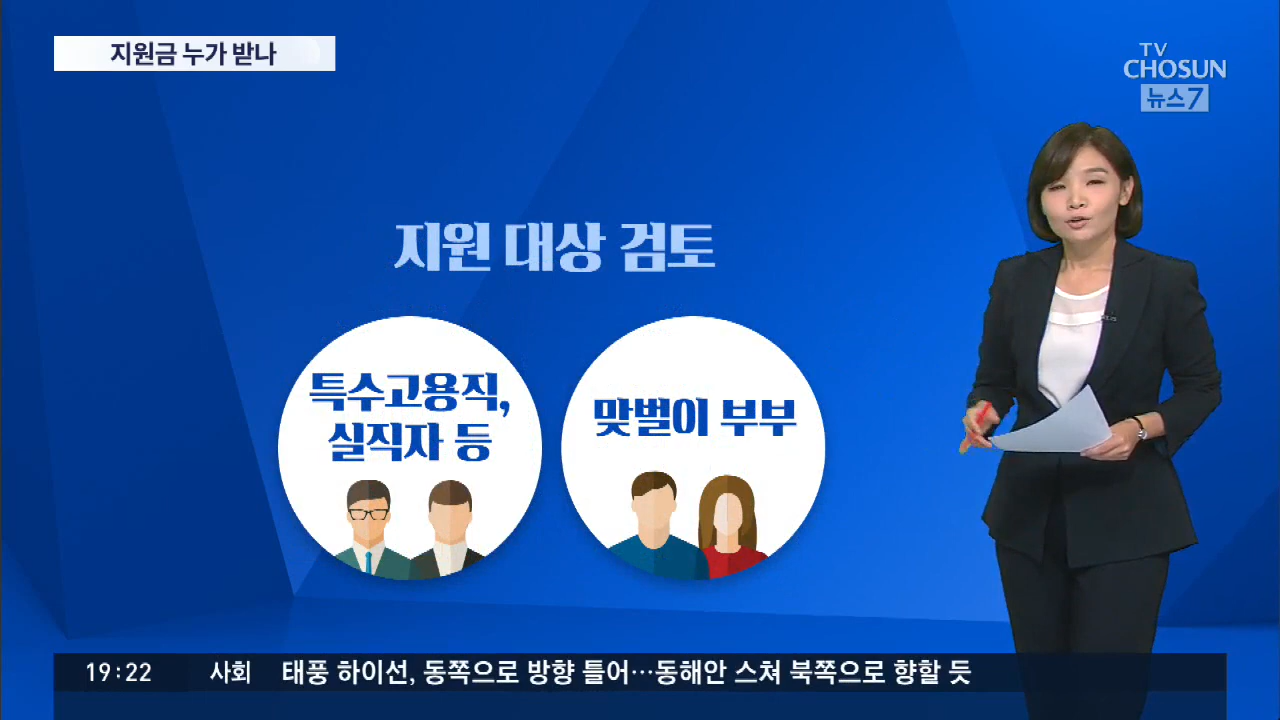 지원금 누가 받나
TV
CHOSUN
뉴스7
지원 대상 검토
특수고용직,
실직자 등
맞벌이 부부
19:22 사회 태풍 하이선, 동쪽으로 방향 틀어…동해안 스쳐 북쪽으로 향할 듯